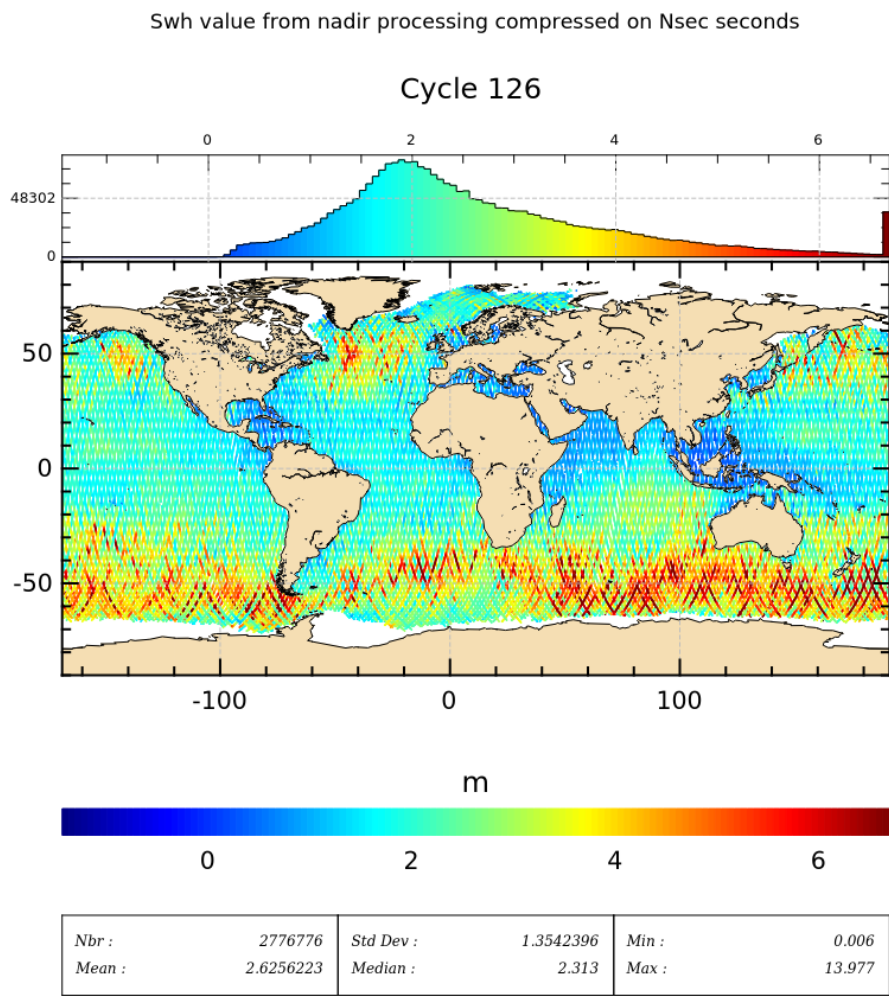 Swh value from nadir processing compressed on Nsec seconds
Cycle 126
0 2 4 6
48302
0
50
0
-50
-100 0 100
m
0 2 4 6
Nbr : 2776776 Std Dev : 1.3542396 Min : 0.006
Mean : 2.6256223 Median : 2.313 Max : 13.977